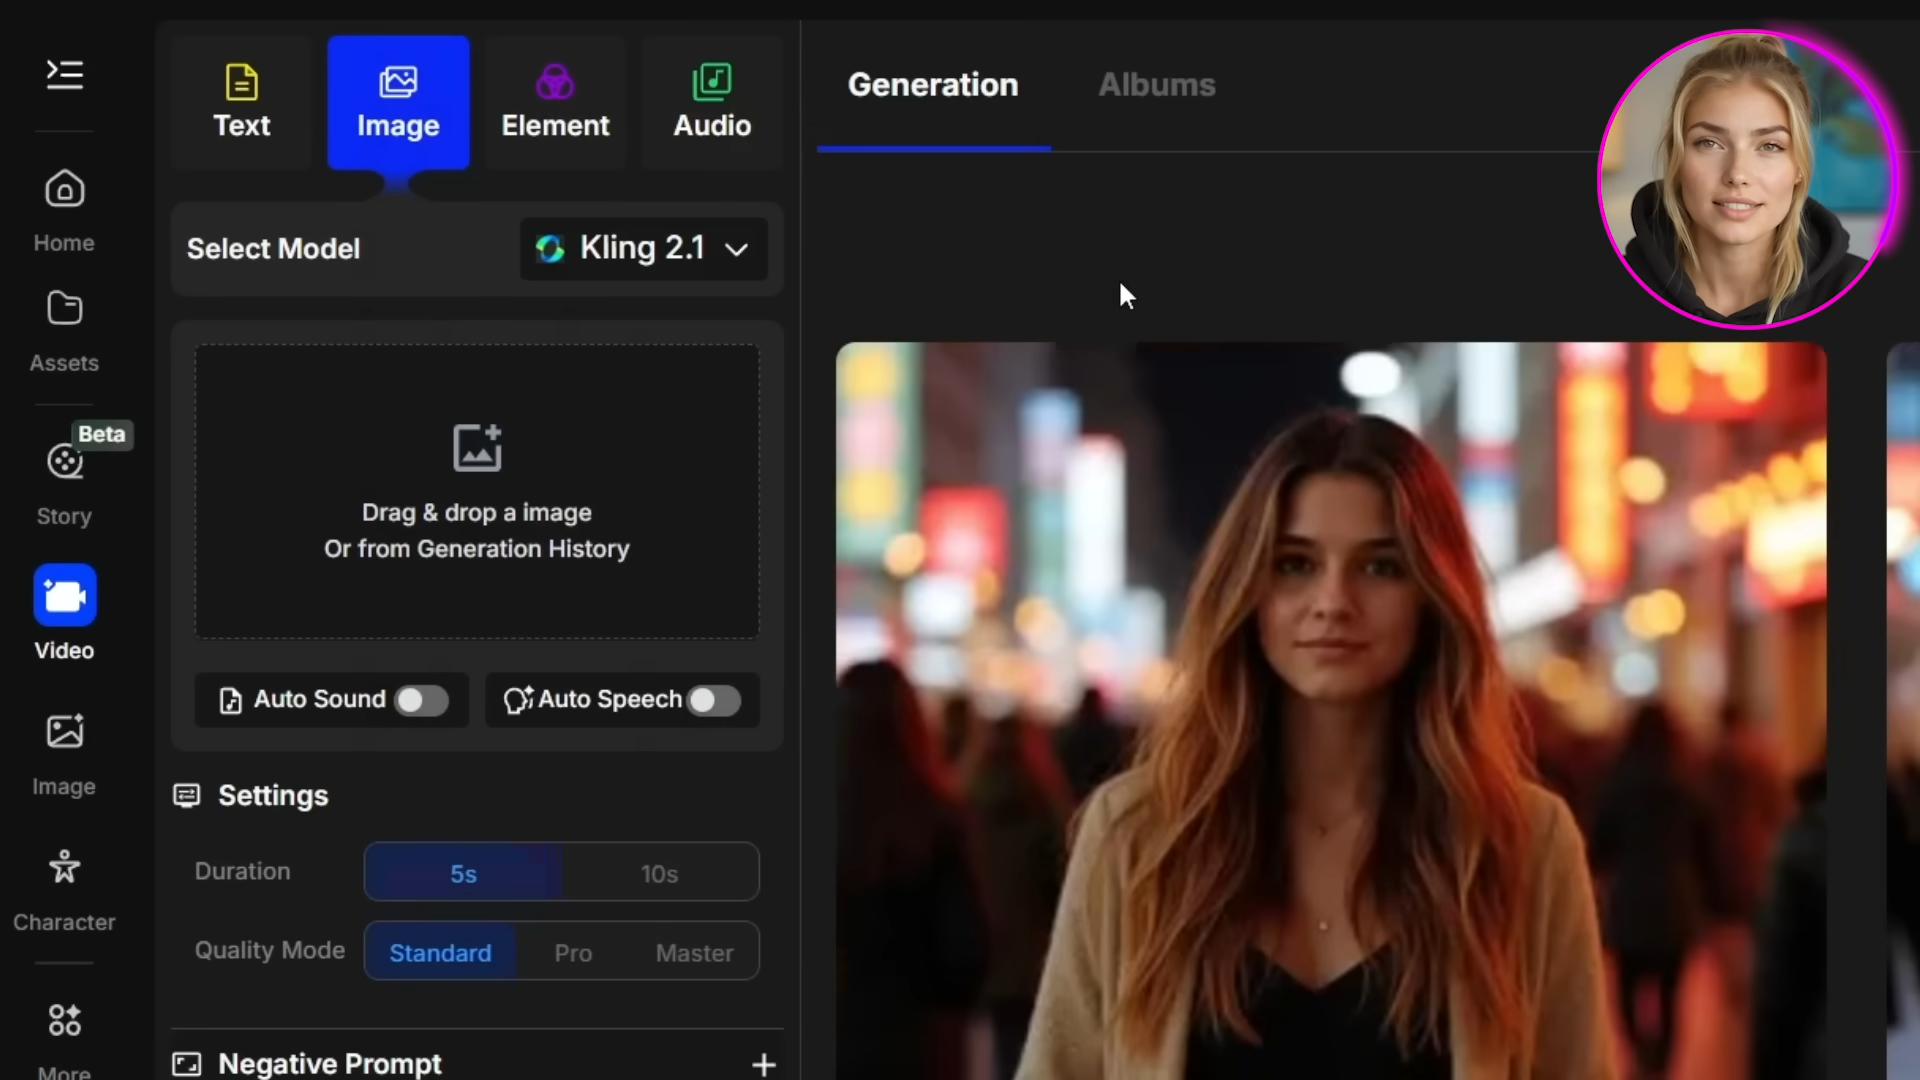 Home
Assets
Beta
Story
Video
Image
Character
More
Text
Image
Element
Audio
Select Model
Kling 2.1
Drag & drop a image
Or from Generation History
Auto Sound
Auto Speech
Settings
Duration
5s
10s
Quality Mode
Standard
Pro
Master
Negative Prompt
Generation
Albums